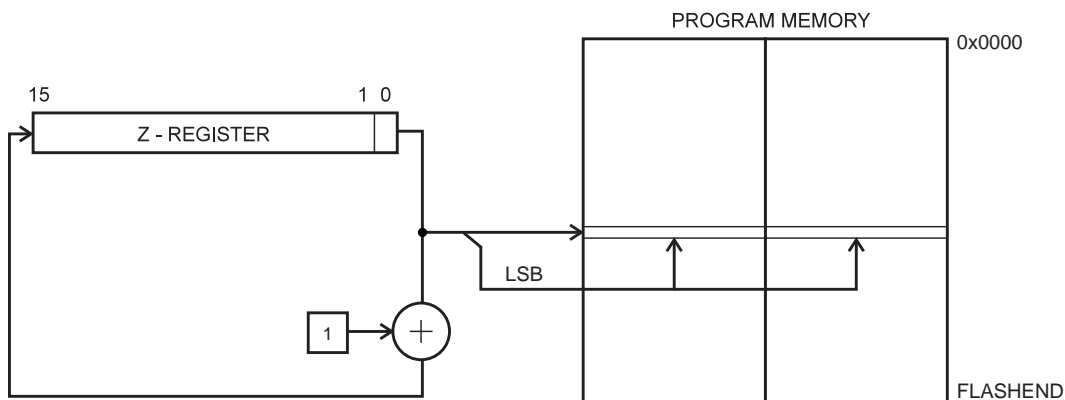 PROGRAM MEMORY
0x0000
15
1 0
Z - REGISTER
LSB
1
FLASHEND